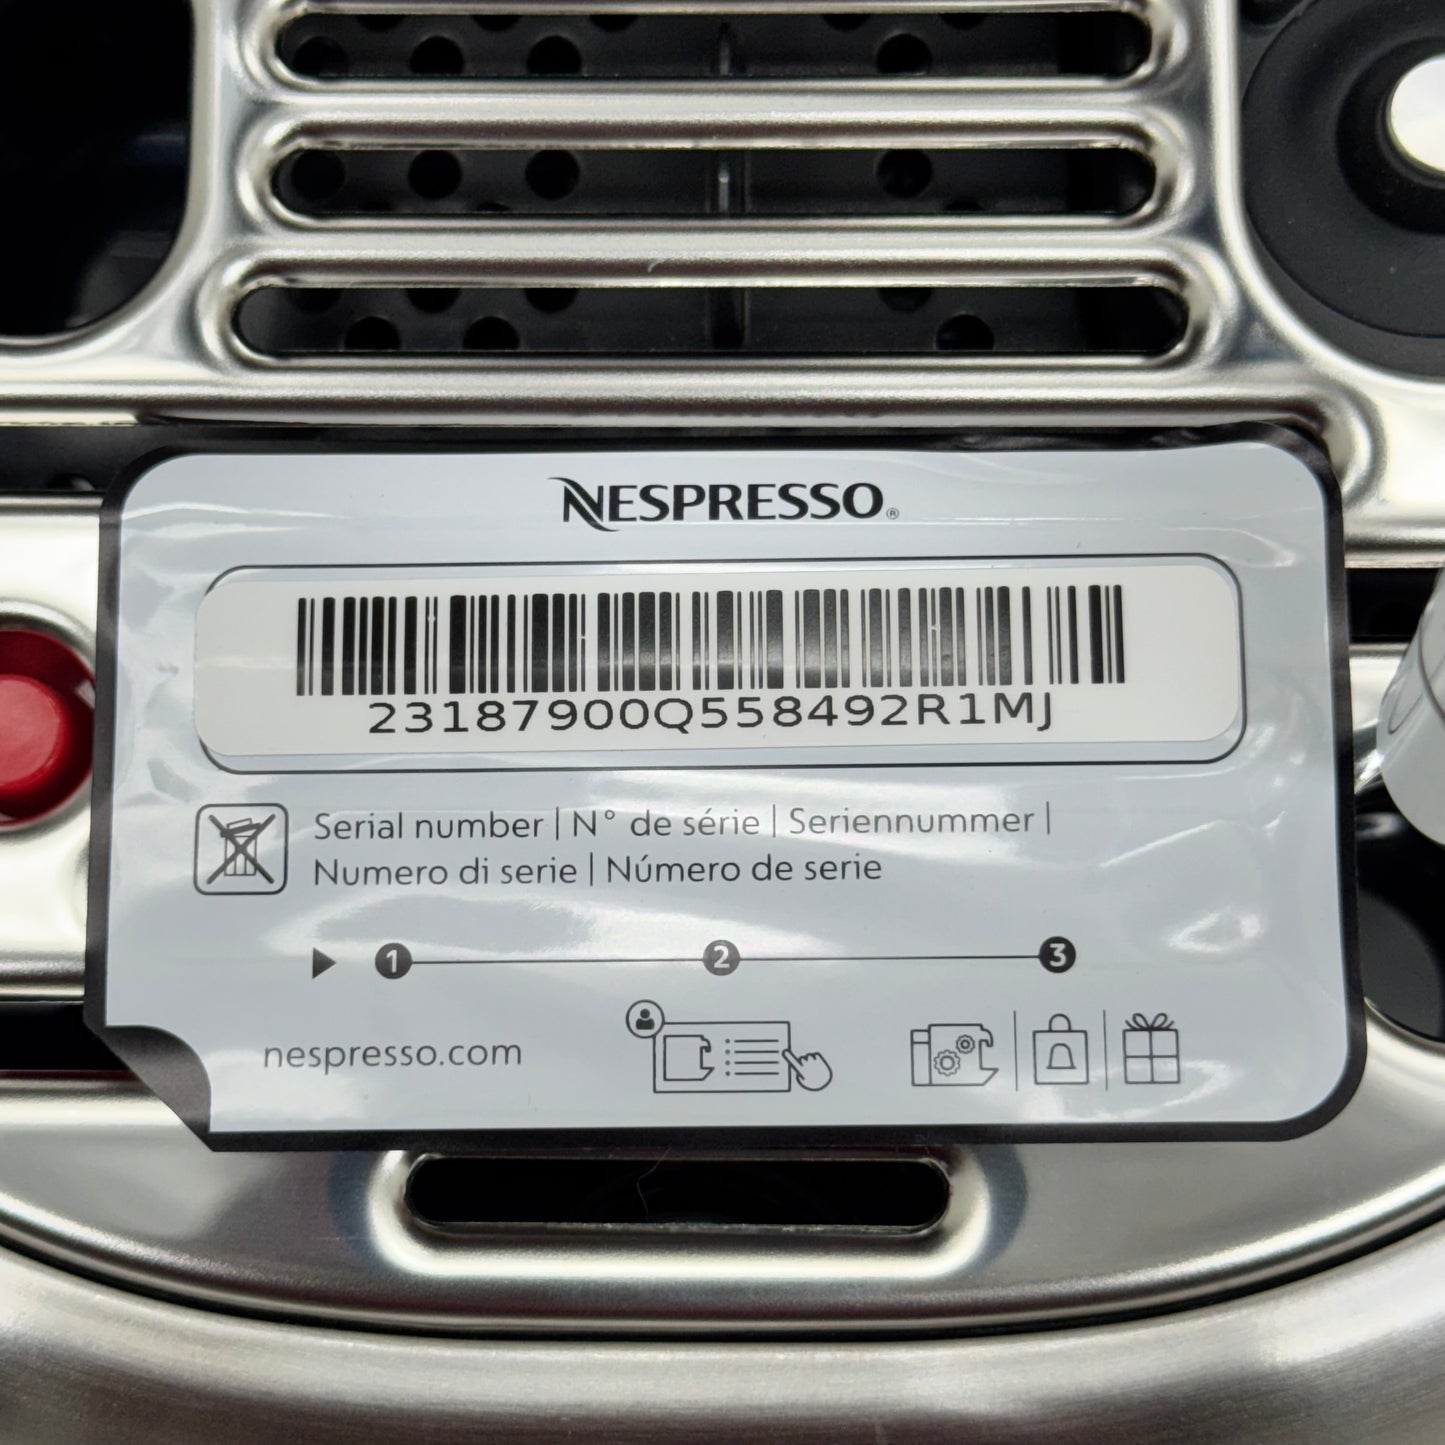 NESPRESSO®
23187900Q558492R1MJ
Serial number | N° de série | Seriennummer |
Numero di serie | Número de serie
1 2 3
nespresso.com